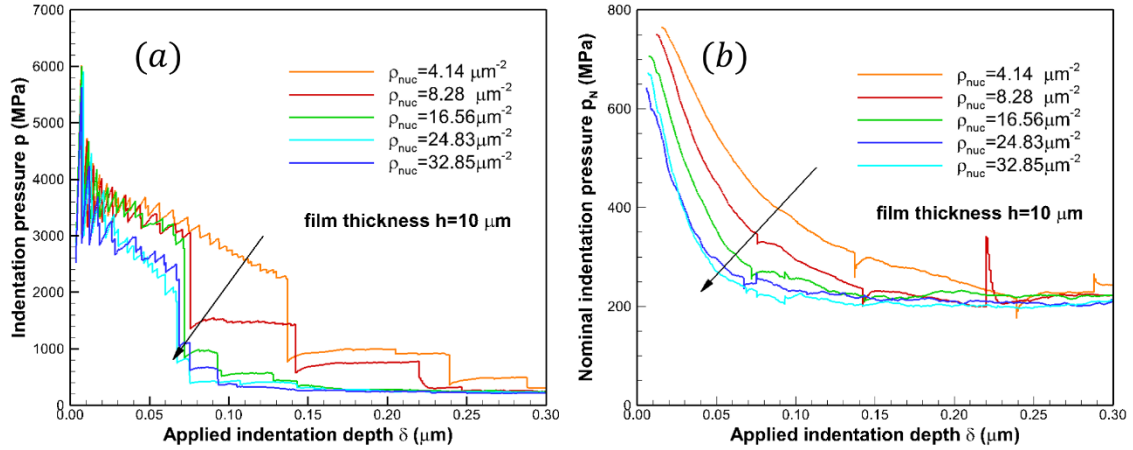 (a)
Indentation pressure p (MPa)
7000
6000
5000
4000
3000
2000
1000
0
ρnuc=4.14 μm-2
ρnuc=8.28 μm-2
ρnuc=16.56 μm-2
ρnuc=24.83μm-2
ρnuc=32.85μm-2
film thickness h=10 μm
0.00 0.05 0.10 0.15 0.20 0.25 0.30
Applied indentation depth δ (μm)
(b)
Nominal indentation pressure pN (MPa)
800
600
400
200
0
ρnuc=4.14 μm-2
ρnuc=8.28 μm-2
ρnuc=16.56 μm-2
ρnuc=24.83μm-2
ρnuc=32.85μm-2
film thickness h=10 μm
0.00 0.05 0.10 0.15 0.20 0.25 0.30
Applied indentation depth δ (μm)